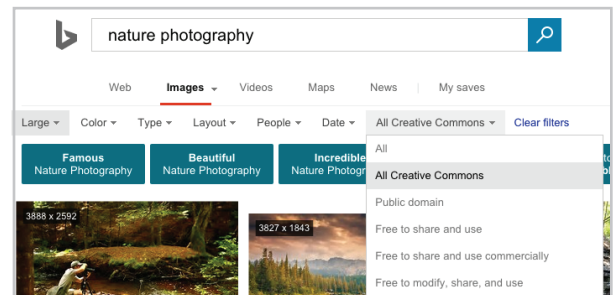 nature photography
Web Images Videos Maps News My saves
Large Color Type Layout People Date All Creative Commons Clear filters
All
Famous Nature Photography
Beautiful Nature Photography
Incredible
All Creative Commons
Public domain
3888 x 2592
3827 x 1843
Free to share and use
Free to share and use commercially
Free to modify, share, and use